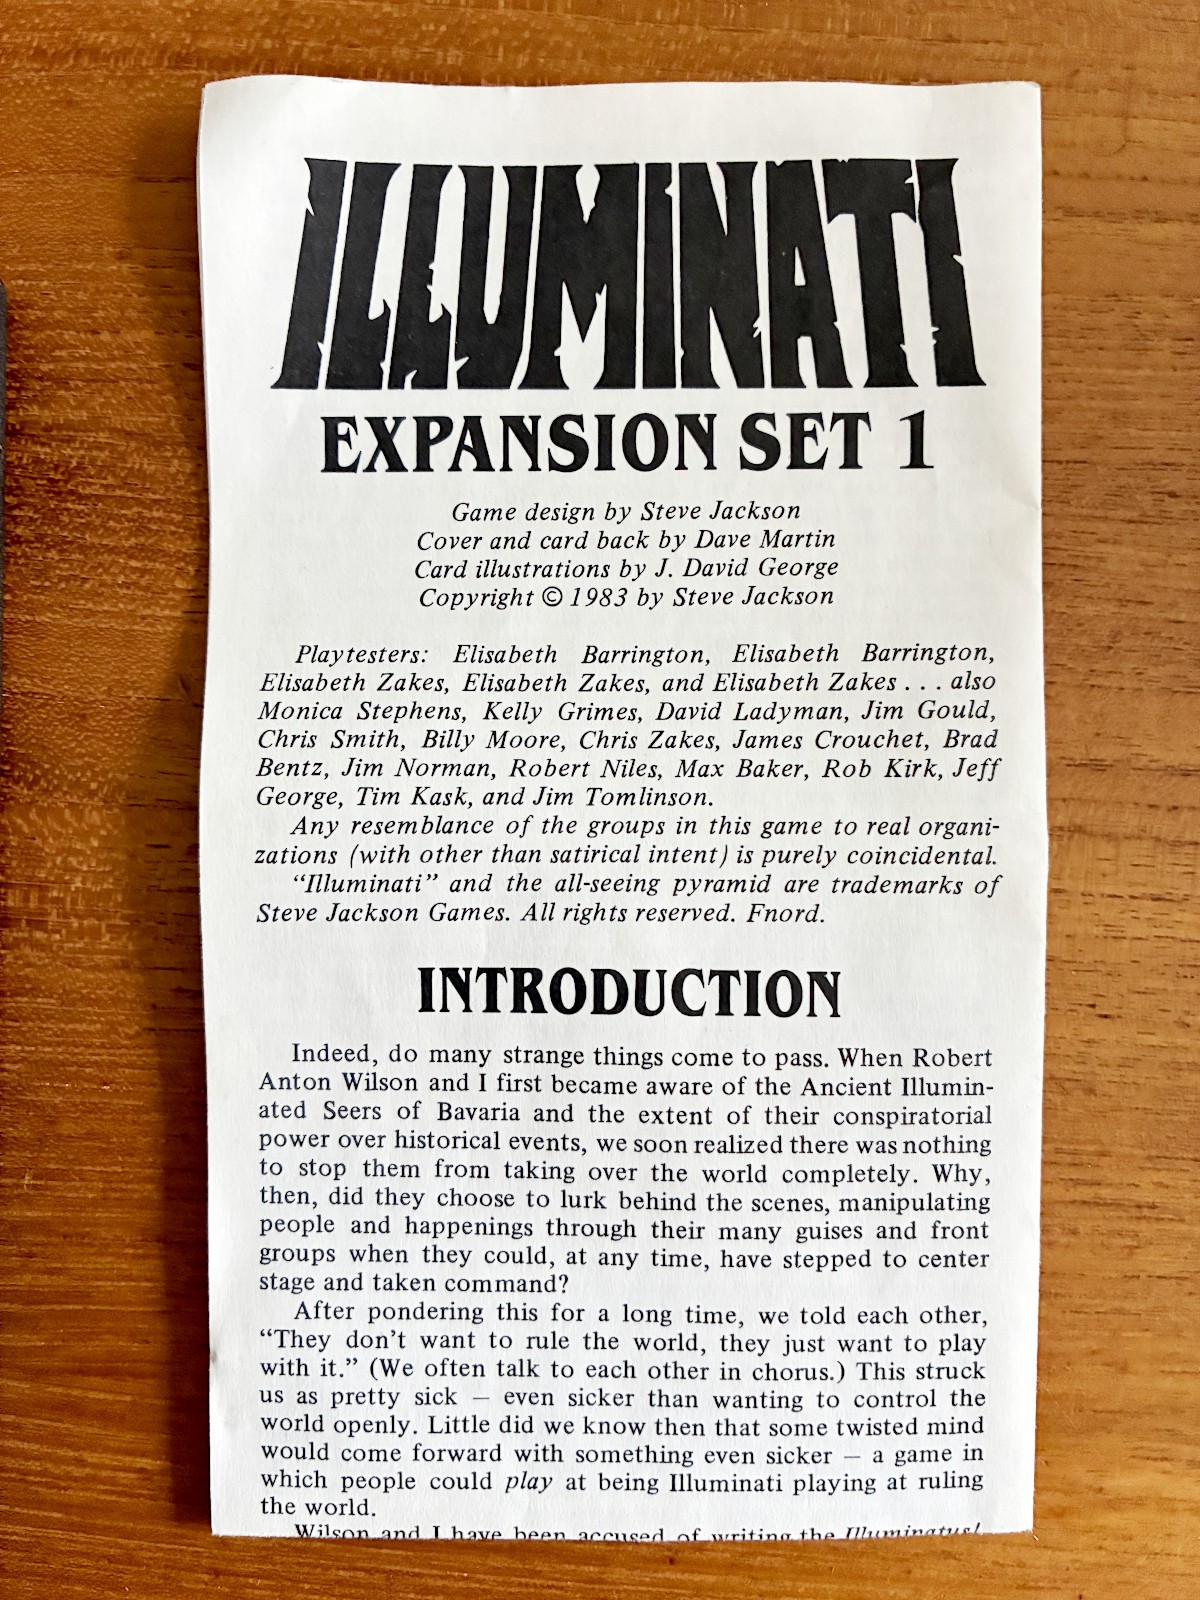 ILLUMINATI
EXPANSION SET 1
Game design by Steve Jackson
Cover and card back by Dave Martin
Card illustrations by J. David George
Copyright © 1983 by Steve Jackson
Playtesters: Elisabeth Barrington, Elisabeth Barrington,
Elisabeth Zakes, Elisabeth Zakes, and Elisabeth Zakes . . . also
Monica Stephens, Kelly Grimes, David Ladyman, Jim Gould,
Chris Smith, Billy Moore, Chris Zakes, James Crouchet, Brad
Bentz, Jim Norman, Robert Niles, Max Baker, Rob Kirk, Jeff
George, Tim Kask, and Jim Tomlinson.
Any resemblance of the groups in this game to real organi-
zations (with other than satirical intent) is purely coincidental.
“Illuminati” and the all-seeing pyramid are trademarks of
Steve Jackson Games. All rights reserved. Fnord.
INTRODUCTION
Indeed, do many strange things come to pass. When Robert
Anton Wilson and I first became aware of the Ancient Illumin-
ated Seers of Bavaria and the extent of their conspiratorial
power over historical events, we soon realized there was nothing
to stop them from taking over the world completely. Why,
then, did they choose to lurk behind the scenes, manipulating
people and happenings through their many guises and front
groups when they could, at any time, have stepped to center
stage and taken command?
After pondering this for a long time, we told each other,
“They don’t want to rule the world, they just want to play
with it.” (We often talk to each other in chorus.) This struck
us as pretty sick — even sicker than wanting to control the
world openly. Little did we know then that some twisted mind
would come forward with something even sicker — a game in
which people could play at being Illuminati playing at ruling
the world.
Wilson and I have been accused of writing the Illuminatus!